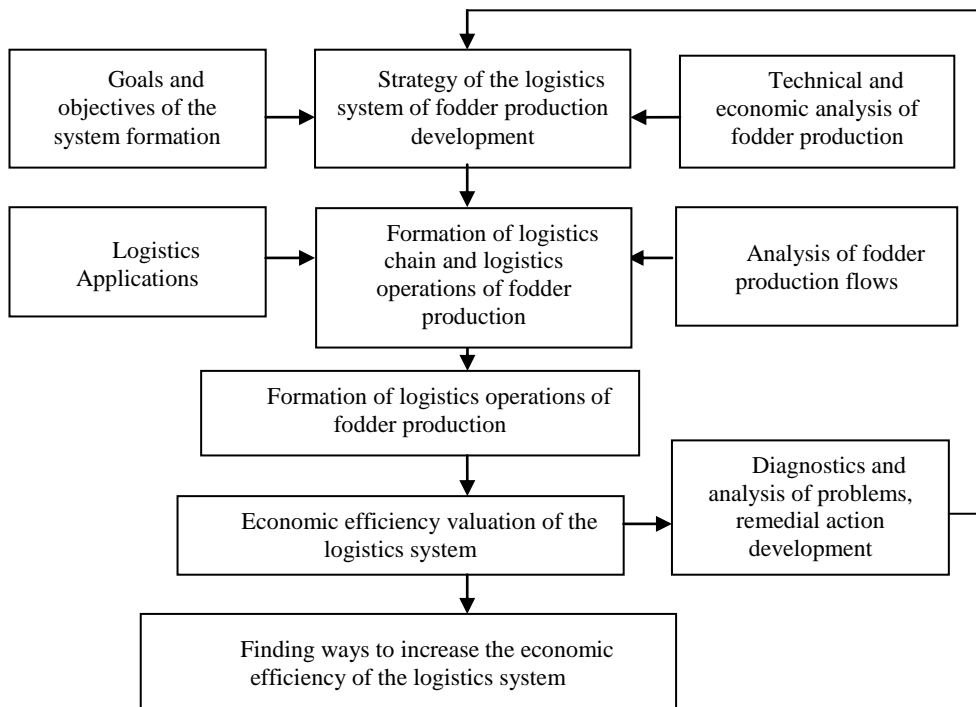 Goals and
objectives of the
system formation
Strategy of the logistics
system of fodder production
development
Technical and
economic analysis of
fodder production
Logistics
Applications
Formation of logistics
chain and logistics
operations of fodder
production
Analysis of fodder
production flows
Formation of logistics operations of
fodder production
Economic efficiency valuation of the
logistics system
Diagnostics and
analysis of problems,
remedial action
development
Finding ways to increase the economic
efficiency of the logistics system